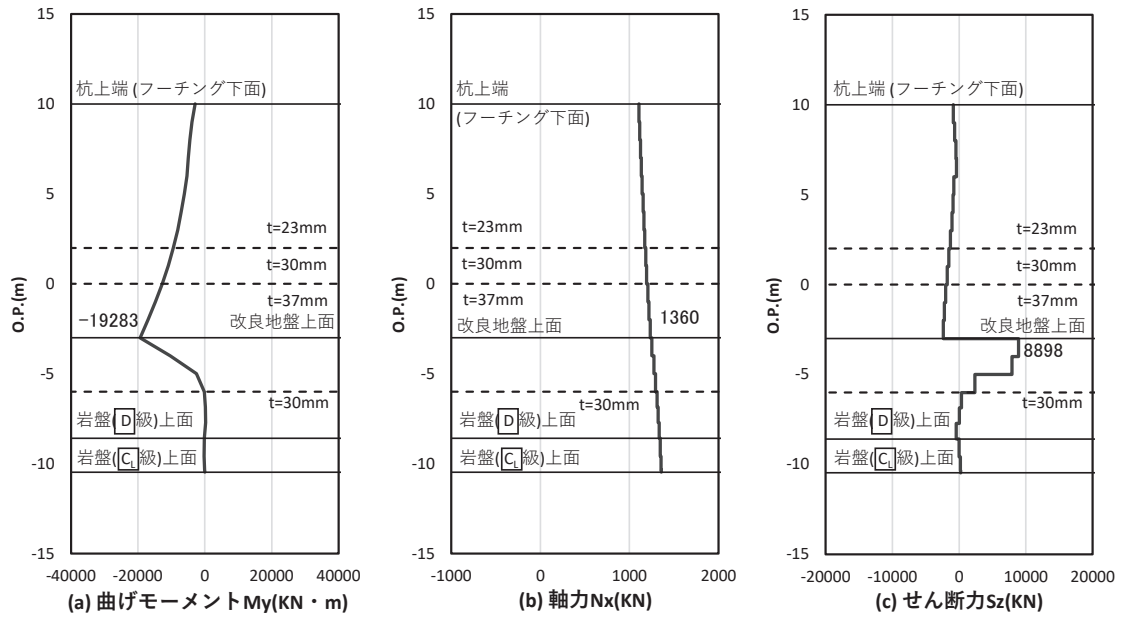 15
10
5
0
-5
-10
-15
O.P.(m)
杭上端 (フーチング下面)
t=23mm
t=30mm
t=37mm
−19283
改良地盤上面
岩盤(D級)上面
岩盤(CL級)上面
-40000 -20000 0 20000 40000
(a) 曲げモーメントMy(KN・m)
15
10
5
0
-5
-10
-15
O.P.(m)
杭上端
(フーチング下面)
t=23mm
t=30mm
t=37mm
1360
改良地盤上面
t=30mm
岩盤(D級)上面
岩盤(CL級)上面
-1000 0 1000 2000
(b) 軸力Nx(KN)
15
10
5
0
-5
-10
-15
O.P.(m)
杭上端 (フーチング下面)
t=23mm
t=30mm
t=37mm
改良地盤上面
8898
t=30mm
岩盤(D級)上面
岩盤(CL級)上面
-20000 -10000 0 10000 20000
(c) せん断力Sz(KN)